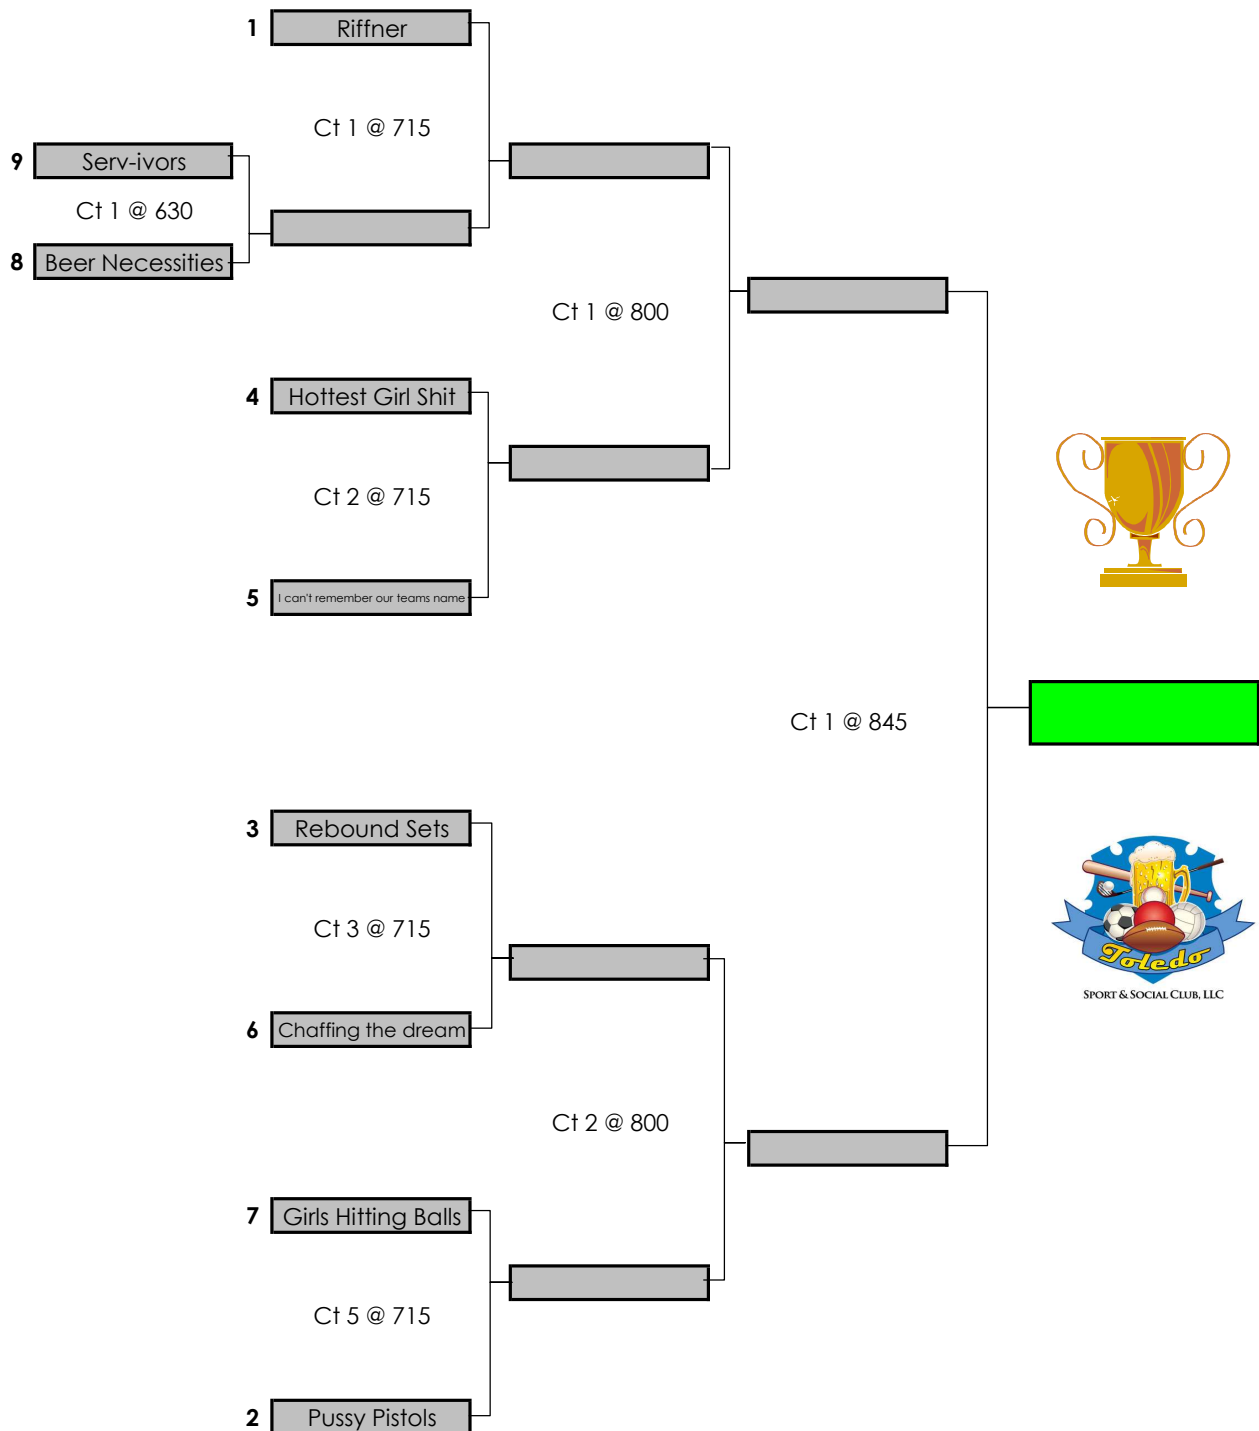 1 Riffner
Ct 1 @ 715
9 Serv-ivors
Ct 1 @ 630
8 Beer Necessities
Ct 1 @ 800
4 Hottest Girl Shit
Ct 2 @ 715
5 I can't remember our teams name
Ct 1 @ 845
3 Rebound Sets
Ct 3 @ 715
6 Chaffing the dream
Toledo
SPORT & SOCIAL CLUB, LLC
Ct 2 @ 800
7 Girls Hitting Balls
Ct 5 @ 715
2 Pussy Pistols